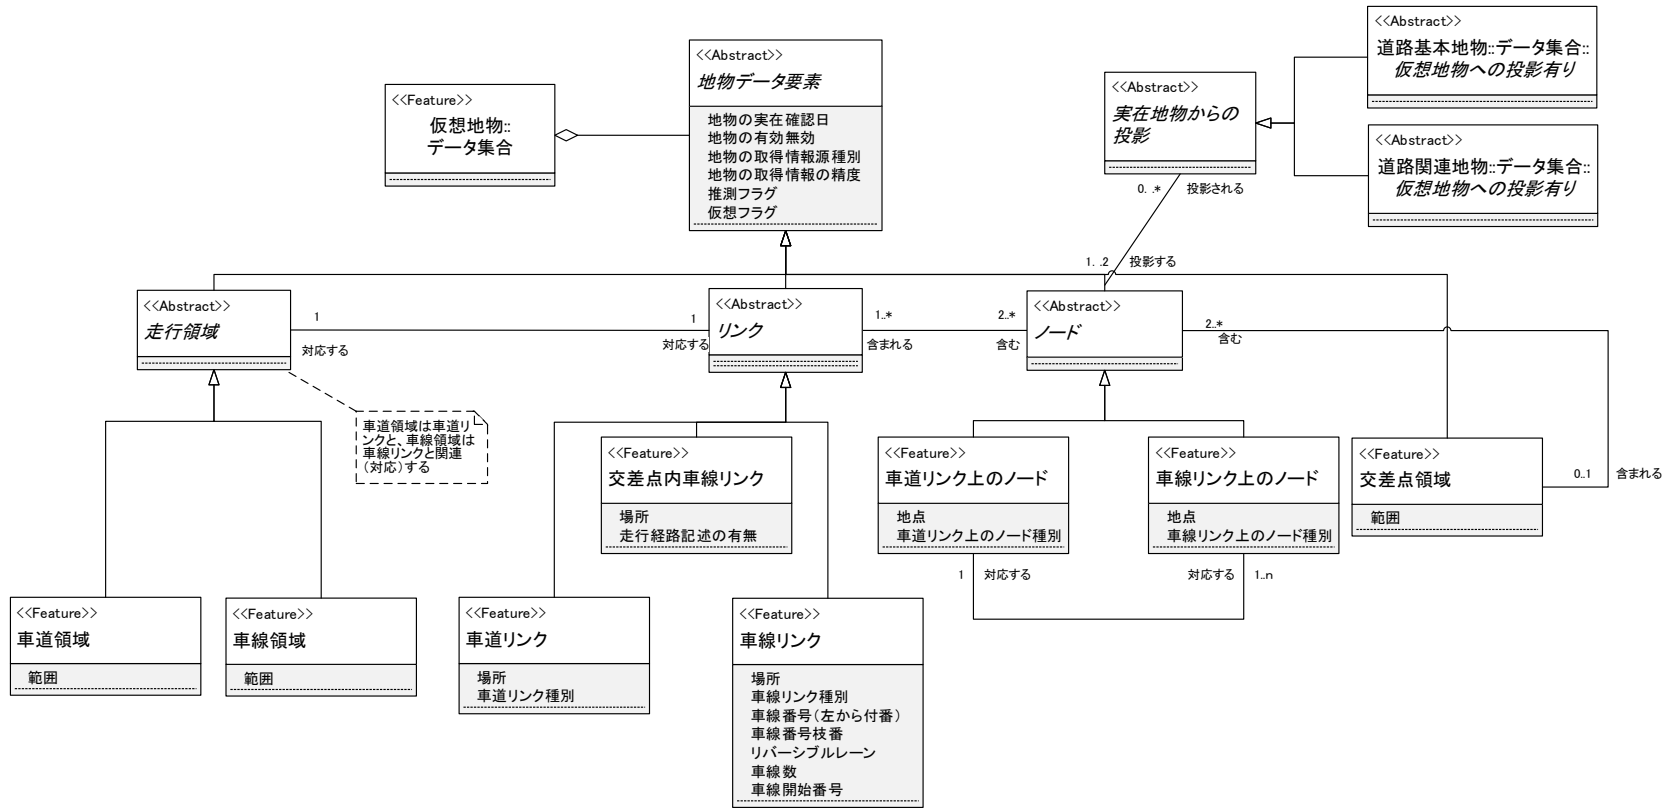 <<Abstract>>
道路基本地物::データ集合::
仮想地物への投影有り
<<Abstract>>
地物データ要素
地物の実在確認日
地物の有効無効
地物の取得情報源種別
地物の取得情報の精度
推測フラグ
仮想フラグ
<<Feature>>
仮想地物::
データ集合
<<Abstract>>
実在地物からの
投影
<<Abstract>>
道路関連地物::データ集合::
仮想地物への投影有り
0. .*
投影される
1. .2
投影する
<<Abstract>>
走行領域
1
対応する
1
対応する
<<Abstract>>
リンク
1..*
含まれる
2..*
含む
<<Abstract>>
ノード
2..*
含む
車道領域は車道リ
ンクと、車線領域は
車線リンクと関連
(対応)する
<<Feature>>
交差点内車線リンク
場所
走行経路記述の有無
<<Feature>>
車道リンク上のノード
地点
車道リンク上のノード種別
<<Feature>>
車線リンク上のノード
地点
車線リンク上のノード種別
<<Feature>>
交差点領域
範囲
0..1
含まれる
1
対応する
対応する
1..n
<<Feature>>
車道領域
範囲
<<Feature>>
車線領域
範囲
<<Feature>>
車道リンク
場所
車道リンク種別
<<Feature>>
車線リンク
場所
車線リンク種別
車線番号(左から付番)
車線番号枝番
リバーシブルレーン
車線数
車線開始番号